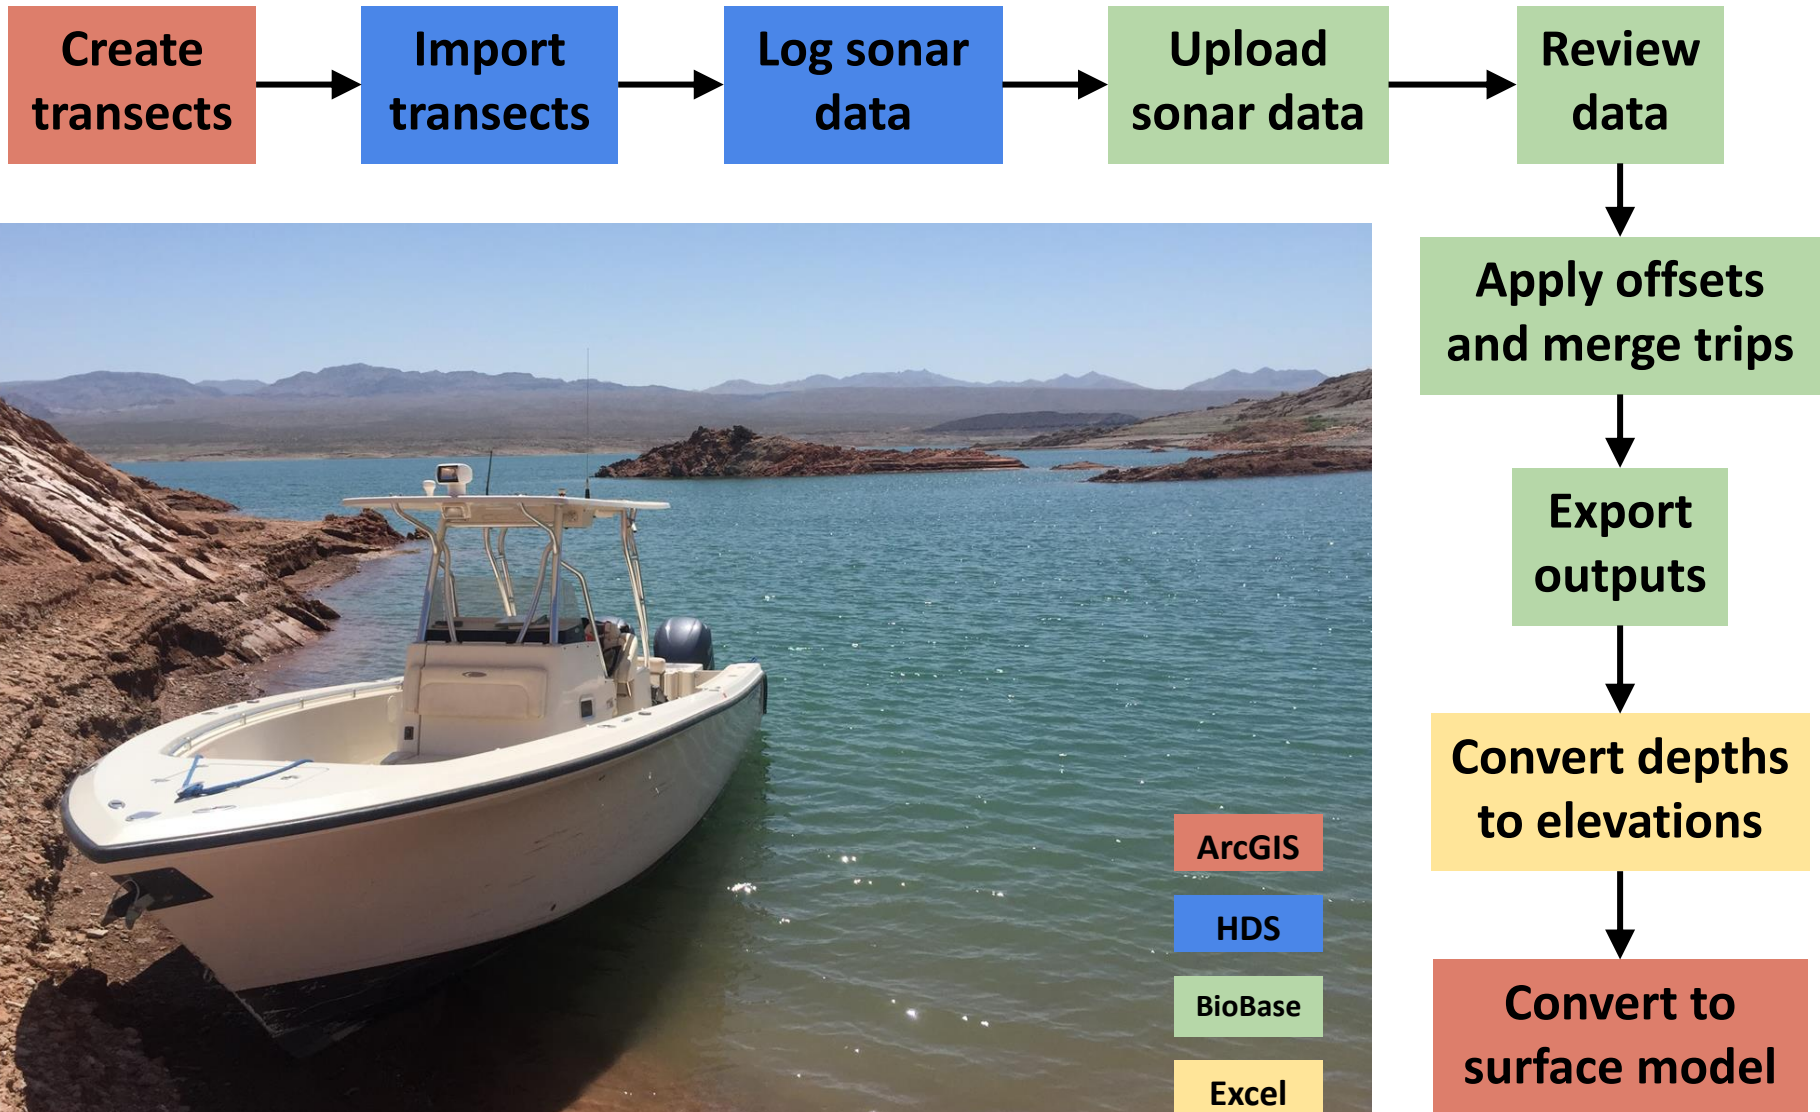 Create
transects
Import
transects
Log sonar
data
Upload
sonar data
Review
data
Apply offsets
and merge trips
Export
outputs
Convert depths
to elevations
Convert to
surface model
ArcGIS
HDS
BioBase
Excel